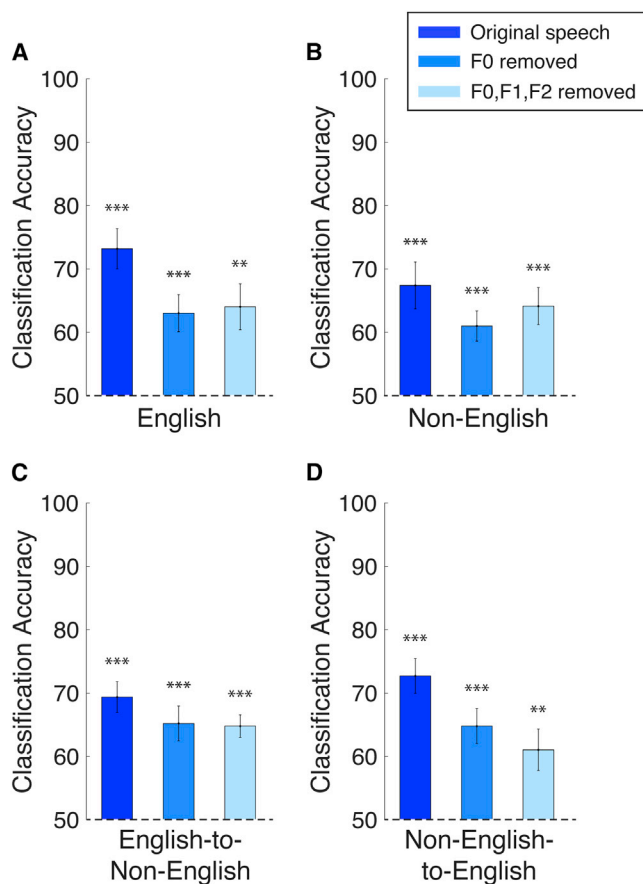 Original speech
F0 removed
F0,F1,F2 removed
A
100
90
80
70
60
50
Classification Accuracy
***
***
**
English
B
100
90
80
70
60
50
Classification Accuracy
***
***
***
Non-English
C
100
90
80
70
60
50
Classification Accuracy
***
***
***
English-to-
Non-English
D
100
90
80
70
60
50
Classification Accuracy
***
***
**
Non-English-
to-English